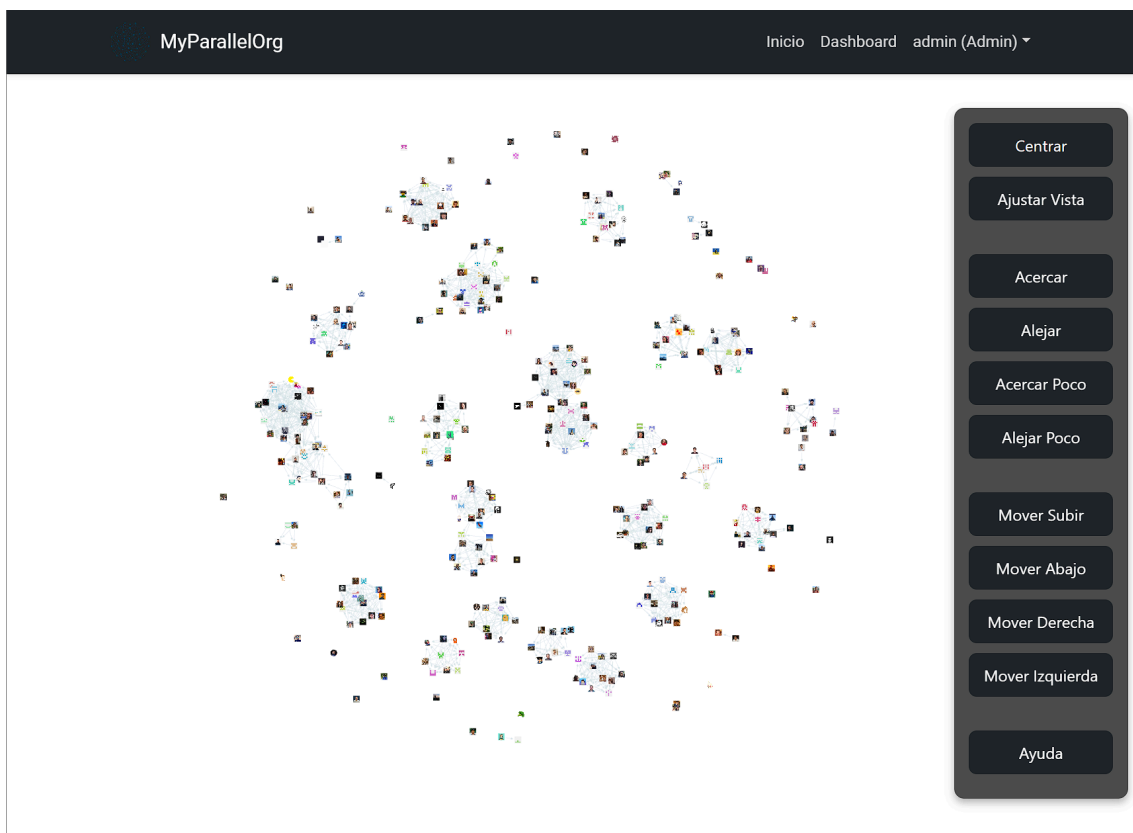 MyParallelOrg
Inicio Dashboard admin (Admin)
Centrar
Ajustar Vista
Acercar
Alejar
Acercar Poco
Alejar Poco
Mover Subir
Mover Abajo
Mover Derecha
Mover Izquierda
Ayuda